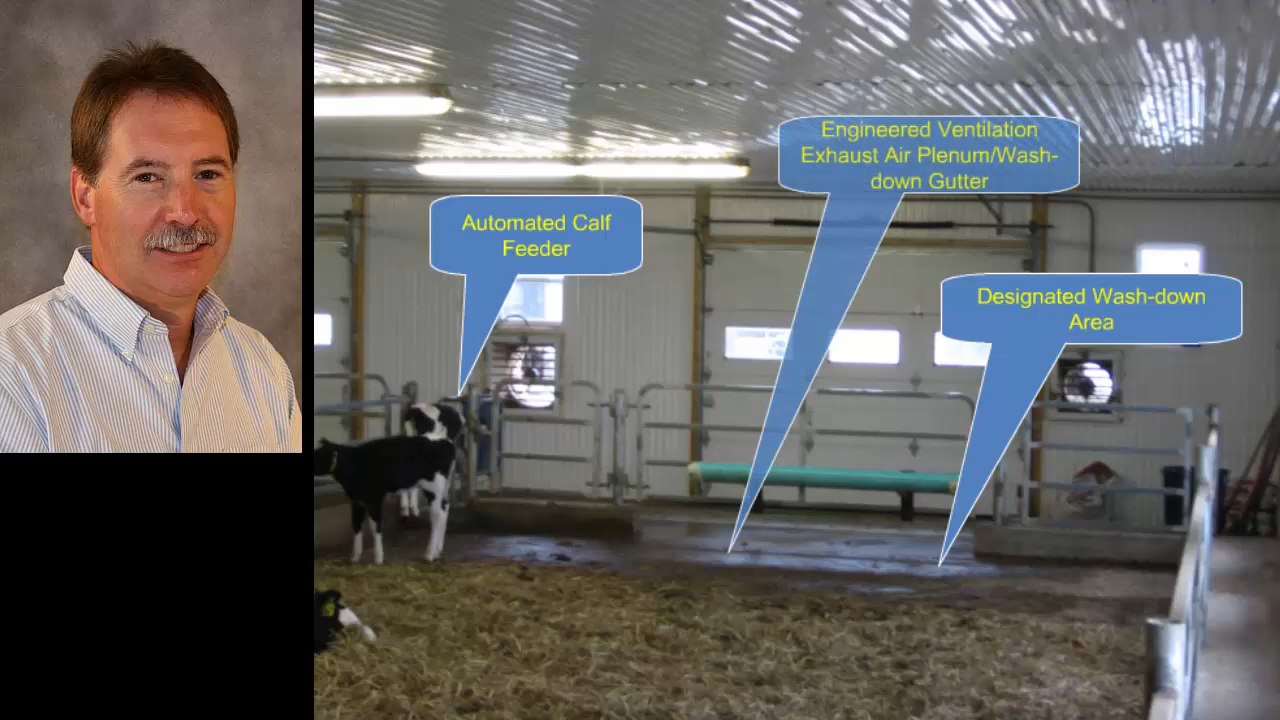 Automated Calf
Feeder
Engineered Ventilation
Exhaust Air Plenum/Wash-
down Gutter
Designated Wash-down
Area